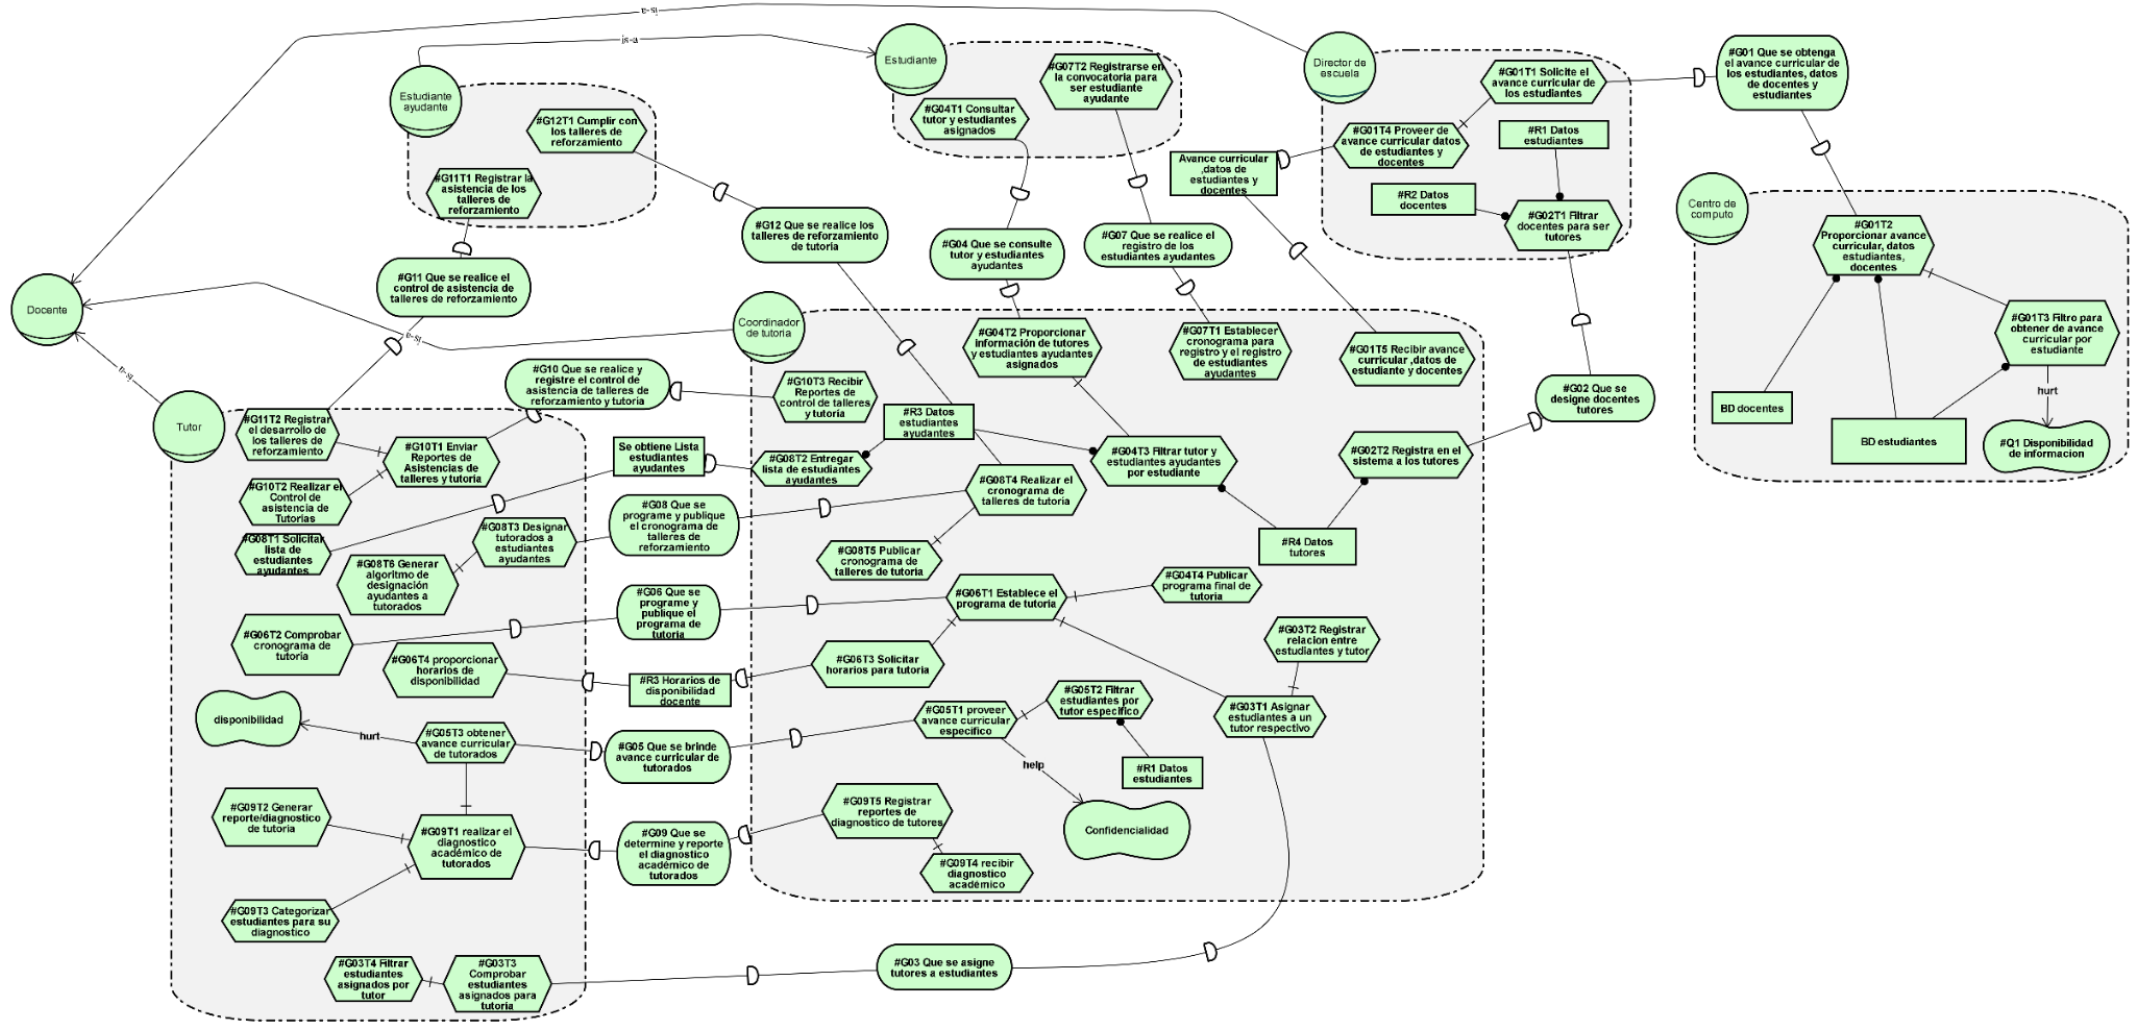 is-a
is-a
Estudiante
Estudiante
ayudante
#G12T1 Cumplir con
los talleres de
reforzamiento
#G11T1 Registrar la
asistencia de los
talleres de
reforzamiento
#G04T1 Consultar
tutor y estudiantes
asignados
#G07T2 Registrarse en
la convocatoria para
ser estudiante
ayudante
Director de
escuela
#G01T1 Solicite el
avance curricular de
los estudiantes
#G01T4 Proveer de
avance curricular datos
de estudiantes y
docentes
#R1 Datos
estudiantes
#R2 Datos
docentes
#G02T1 Filtrar
docentes para ser
tutores
#G01 Que se obtenga
el avance curricular de
los estudiantes, datos
de docentes y
estudiantes
Avance curricular
,datos de
estudiantes y
docentes
Centro de
computo
#G01T2
Proporcionar avance
curricular, datos
estudiantes,
docentes
#G01T3 Filtro para
obtener de avance
curricular por
estudiante
hurt
BD docentes
BD estudiantes
#Q1 Disponibilidad
de informacion
#G12 Que se realice los
talleres de reforzamiento
de tutoria
#G04 Que se consulte
tutor y estudiantes
ayudantes
#G07 Que se realice el
registro de los
estudiantes ayudantes
#G11 Que se realice el
control de asistencia de
talleres de reforzamiento
Docente
is-a
is-a
Tutor
Coordinador
de tutoria
#G04T2 Proporcionar
información de tutores
y estudiantes ayudantes
asignados
#G07T1 Establecer
cronograma para
registro y el registro
de estudiantes
ayudantes
#G01T5 Recibir avance
curricular ,datos de
estudiante y docentes
#G02 Que se
designe docentes
tutores
#G10 Que se realice y
registre el control de
asistencia de talleres de
reforzamiento y tutoria
#G10T3 Recibir
Reportes de
control de talleres
y tutoria
#R3 Datos
estudiantes
ayudantes
#G11T2 Registrar
el desarrollo de
los talleres de
reforzamiento
#G10T1 Enviar
Reportes de
Asistencias de
talleres y tutoria
Se obtiene Lista
estudiantes
ayudantes
#G08T2 Entregar
lista de estudiantes
ayudantes
#G04T3 Filtrar tutor y
estudiantes ayudantes
por estudiante
#G02T2 Registra en el
sistema a los tutores
#G10T2 Realizar el
Control de
asistencia de
Tutorias
#G08T4 Realizar el
cronograma de
talleres de tutoria
#G08 Que se
programe y publique
el cronograma de
talleres de
reforzamiento
#G08T3 Designar
tutorados a
estudiantes
ayudantes
#G08T1 Solicitar
lista de
estudiantes
ayudantes
#R4 Datos
tutores
#G08T6 Generar
algoritmo de
designación
ayudantes a
tutorados
#G08T5 Publicar
cronograma de
talleres de tutoria
#G06 Que se
programe y
publique el
programa de
tutoria
#G06T1 Establece el
programa de tutoria
#G04T4 Publicar
programa final de
tutoria
#G06T2 Comprobar
cronograma de
tutoria
#G03T2 Registrar
relacion entre
estudiantes y tutor
#G06T4 proporcionar
horarios de
disponibilidad
#G06T3 Solicitar
horarios para tutoria
#R3 Horarios de
disponibilidad
docente
#G05T2 Filtrar
estudiantes por
tutor especifico
#G03T1 Asignar
estudiantes a un
tutor respectivo
disponibilidad
hurt
#G05T3 obtener
avance curricular
de tutorados
#G05 Que se brinde
avance curricular de
tutorados
#G05T1 proveer
avance curricular
especifico
help
#R1 Datos
estudiantes
Confidencialidad
#G09T2 Generar
reporte/diagnostico
de tutoria
#G09T1 realizar el
diagnostico
académico de
tutorados
#G09 Que se
determine y reporte
el diagnostico
académico de
tutorados
#G09T5 Registrar
reportes de
diagnostico de tutores
#G09T4 recibir
diagnostico
académico
#G09T3 Categorizar
estudiantes para su
diagnostico
#G03T4 Filtrar
estudiantes
asignados por
tutor
#G03T3
Comprobar
estudiantes
asignados para
tutoria
#G03 Que se asigne
tutores a estudiantes